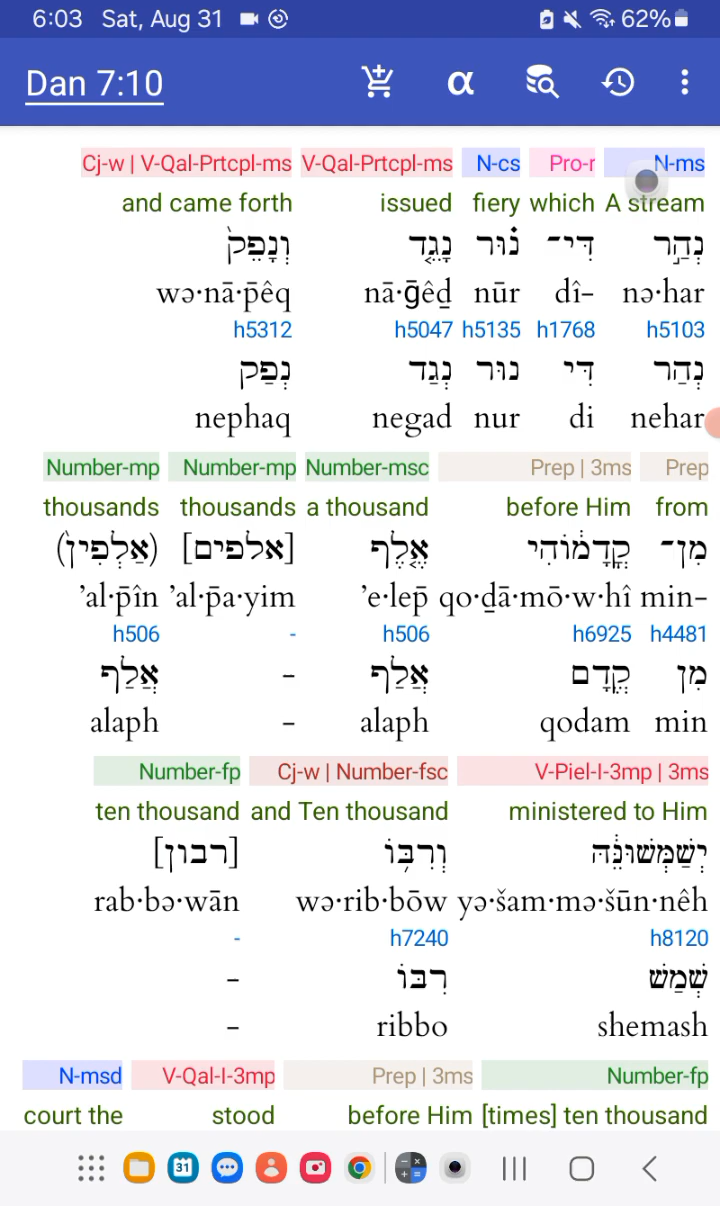 6:03 Sat, Aug 31 62%
Dan 7:10 α
Cj-w | V-Qal-Prtcpl-ms V-Qal-Prtcpl-ms N-cs Pro-r N-ms
and came forth issued fiery which A stream
נְהַ֣ר דִּי־ נ֗וּר נָגֵ֤ד וְנָפֵק֙
wə·nā·p̄êq nā·ḡêḏ nūr dî- nə·har
h5312 h5047 h5135 h1768 h5103
נְהַר דִּי נוּר נְגַד נְפַק
nephaq negad nur di nehar
Number-mp Number-mp Number-msc Prep | 3ms Prep
thousands thousands a thousand before Him from
מִן־ קֳדָמ֔וֹהִי אֶ֤לֶף [אלפים] (אַלְפִין֙)
’al·p̄în ’al·p̄a·yim ’e·lep̄ qo·ḏā·mō·w·hî min-
h506 - h506 h6925 h4481
מִן קֳדָם אֲלַף - אֲלַף
alaph - alaph qodam min
Number-fp Cj-w | Number-fsc V-Piel-I-3mp | 3ms
ten thousand and Ten thousand ministered to Him
יְשַׁמְּשׁוּנֵּ֔הּ וְרִבּ֥וֹ [רבון]
rab·bə·wān wə·rib·bōw yə·šam·mə·šūn·nêh
- h7240 h8120
שְׁמַשׁ רִבּוֹ -
- ribbo shemash
N-msd V-Qal-I-3mp Prep | 3ms Number-fp
court the stood before Him [times] ten thousand
31